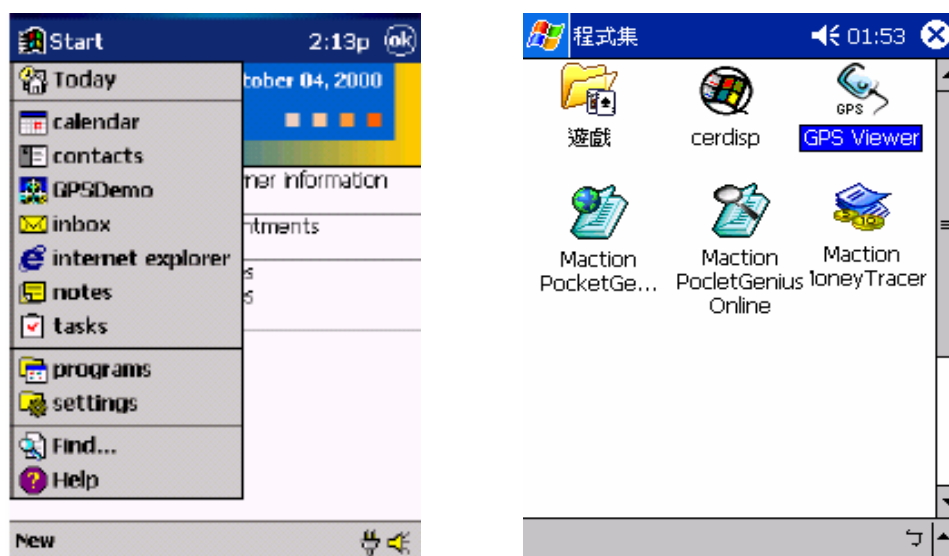 Start 2:13p ok
Today
tober 04, 2000
calendar
contacts
ner information
GPSDemo
inbox
ntments
internet explorer
s
notes
s
tasks
programs
settings
Find...
Help
New
程式集 01:53
遊戲 cerdisp GPS GPS Viewer
Maction PocketGe...
Maction PocletGenius Online
Maction loneyTracer
ㄅ